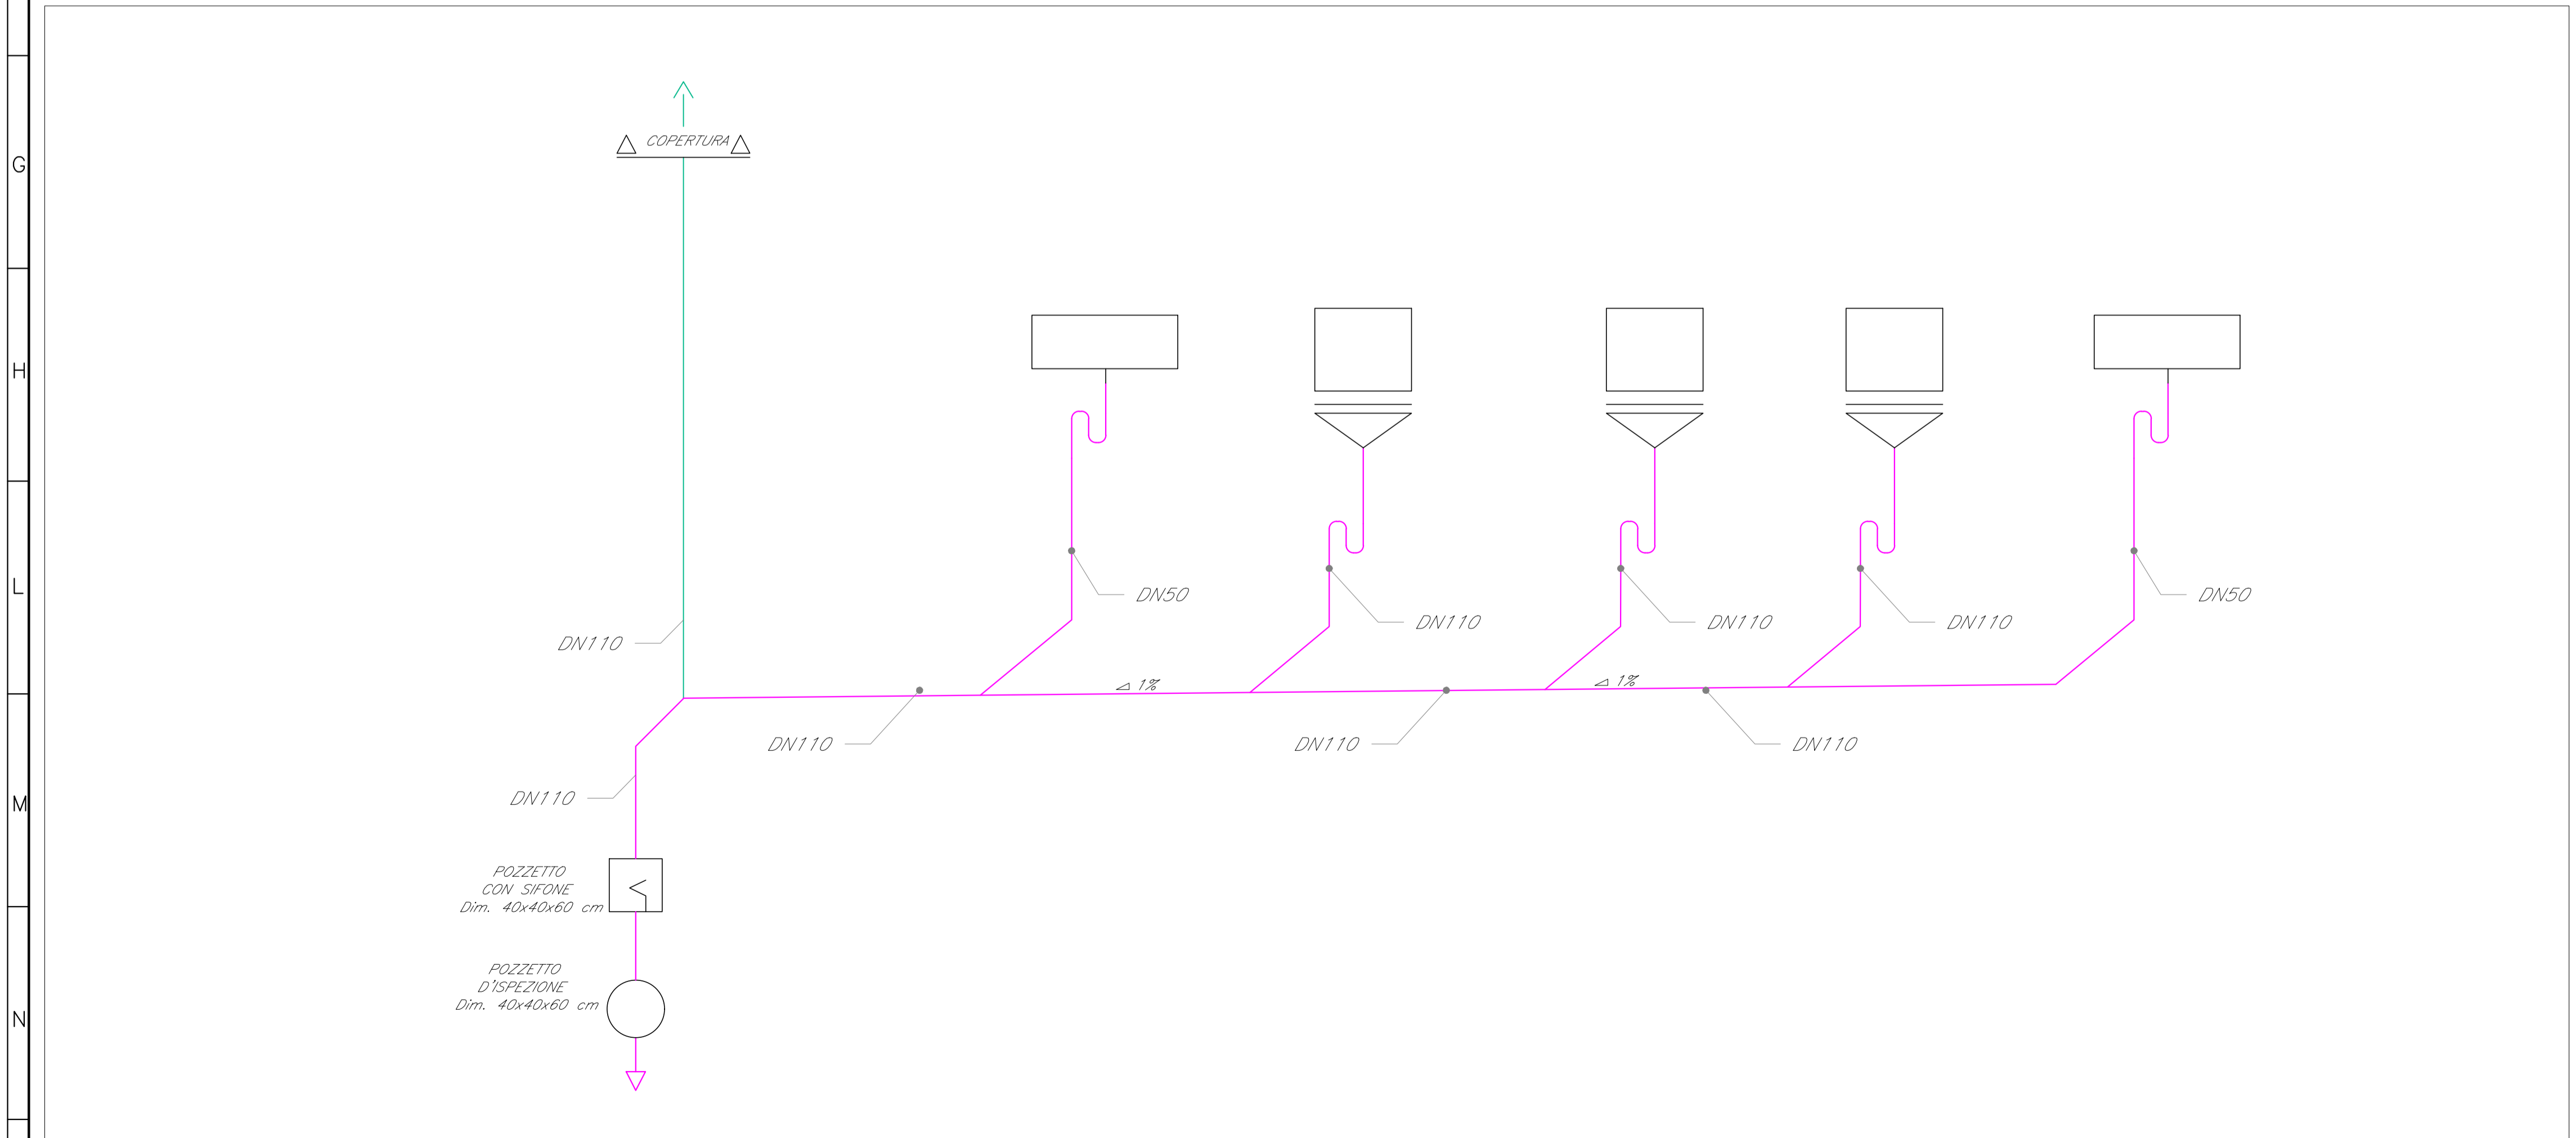 COPERTURA
G
H
L
DN50
DN50
DN110
DN110
DN110
DN110
1%
1%
DN110
DN110
DN110
DN110
M
POZZETTO
CON SIFONE
Dim. 40x40x60 cm
POZZETTO
D'ISPEZIONE
Dim. 40x40x60 cm
N